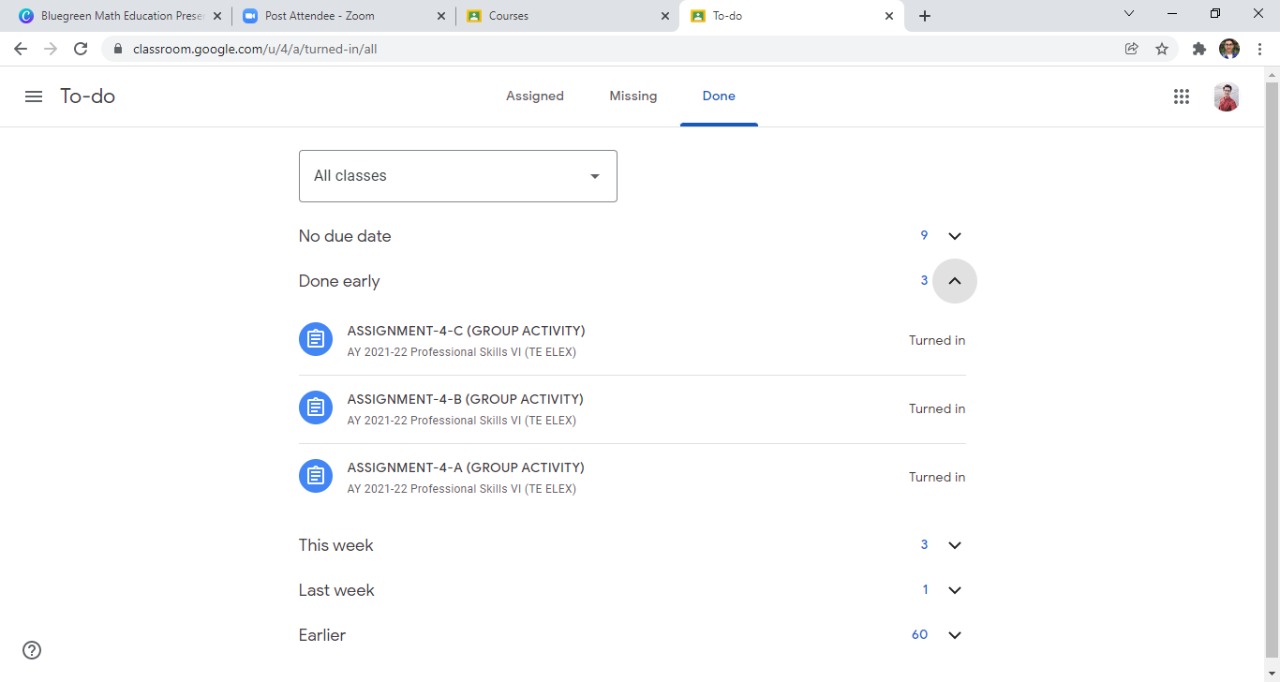 Bluegreen Math Education Prese
Post Attendee - Zoom
Courses
To-do
classroom.google.com/u/4/a/turned-in/all
To-do
Assigned
Missing
Done
All classes
No due date 9
Done early 3
ASSIGNMENT-4-C (GROUP ACTIVITY)
AY 2021-22 Professional Skills VI (TE ELEX)
Turned in
ASSIGNMENT-4-B (GROUP ACTIVITY)
AY 2021-22 Professional Skills VI (TE ELEX)
Turned in
ASSIGNMENT-4-A (GROUP ACTIVITY)
AY 2021-22 Professional Skills VI (TE ELEX)
Turned in
This week 3
Last week 1
Earlier 60